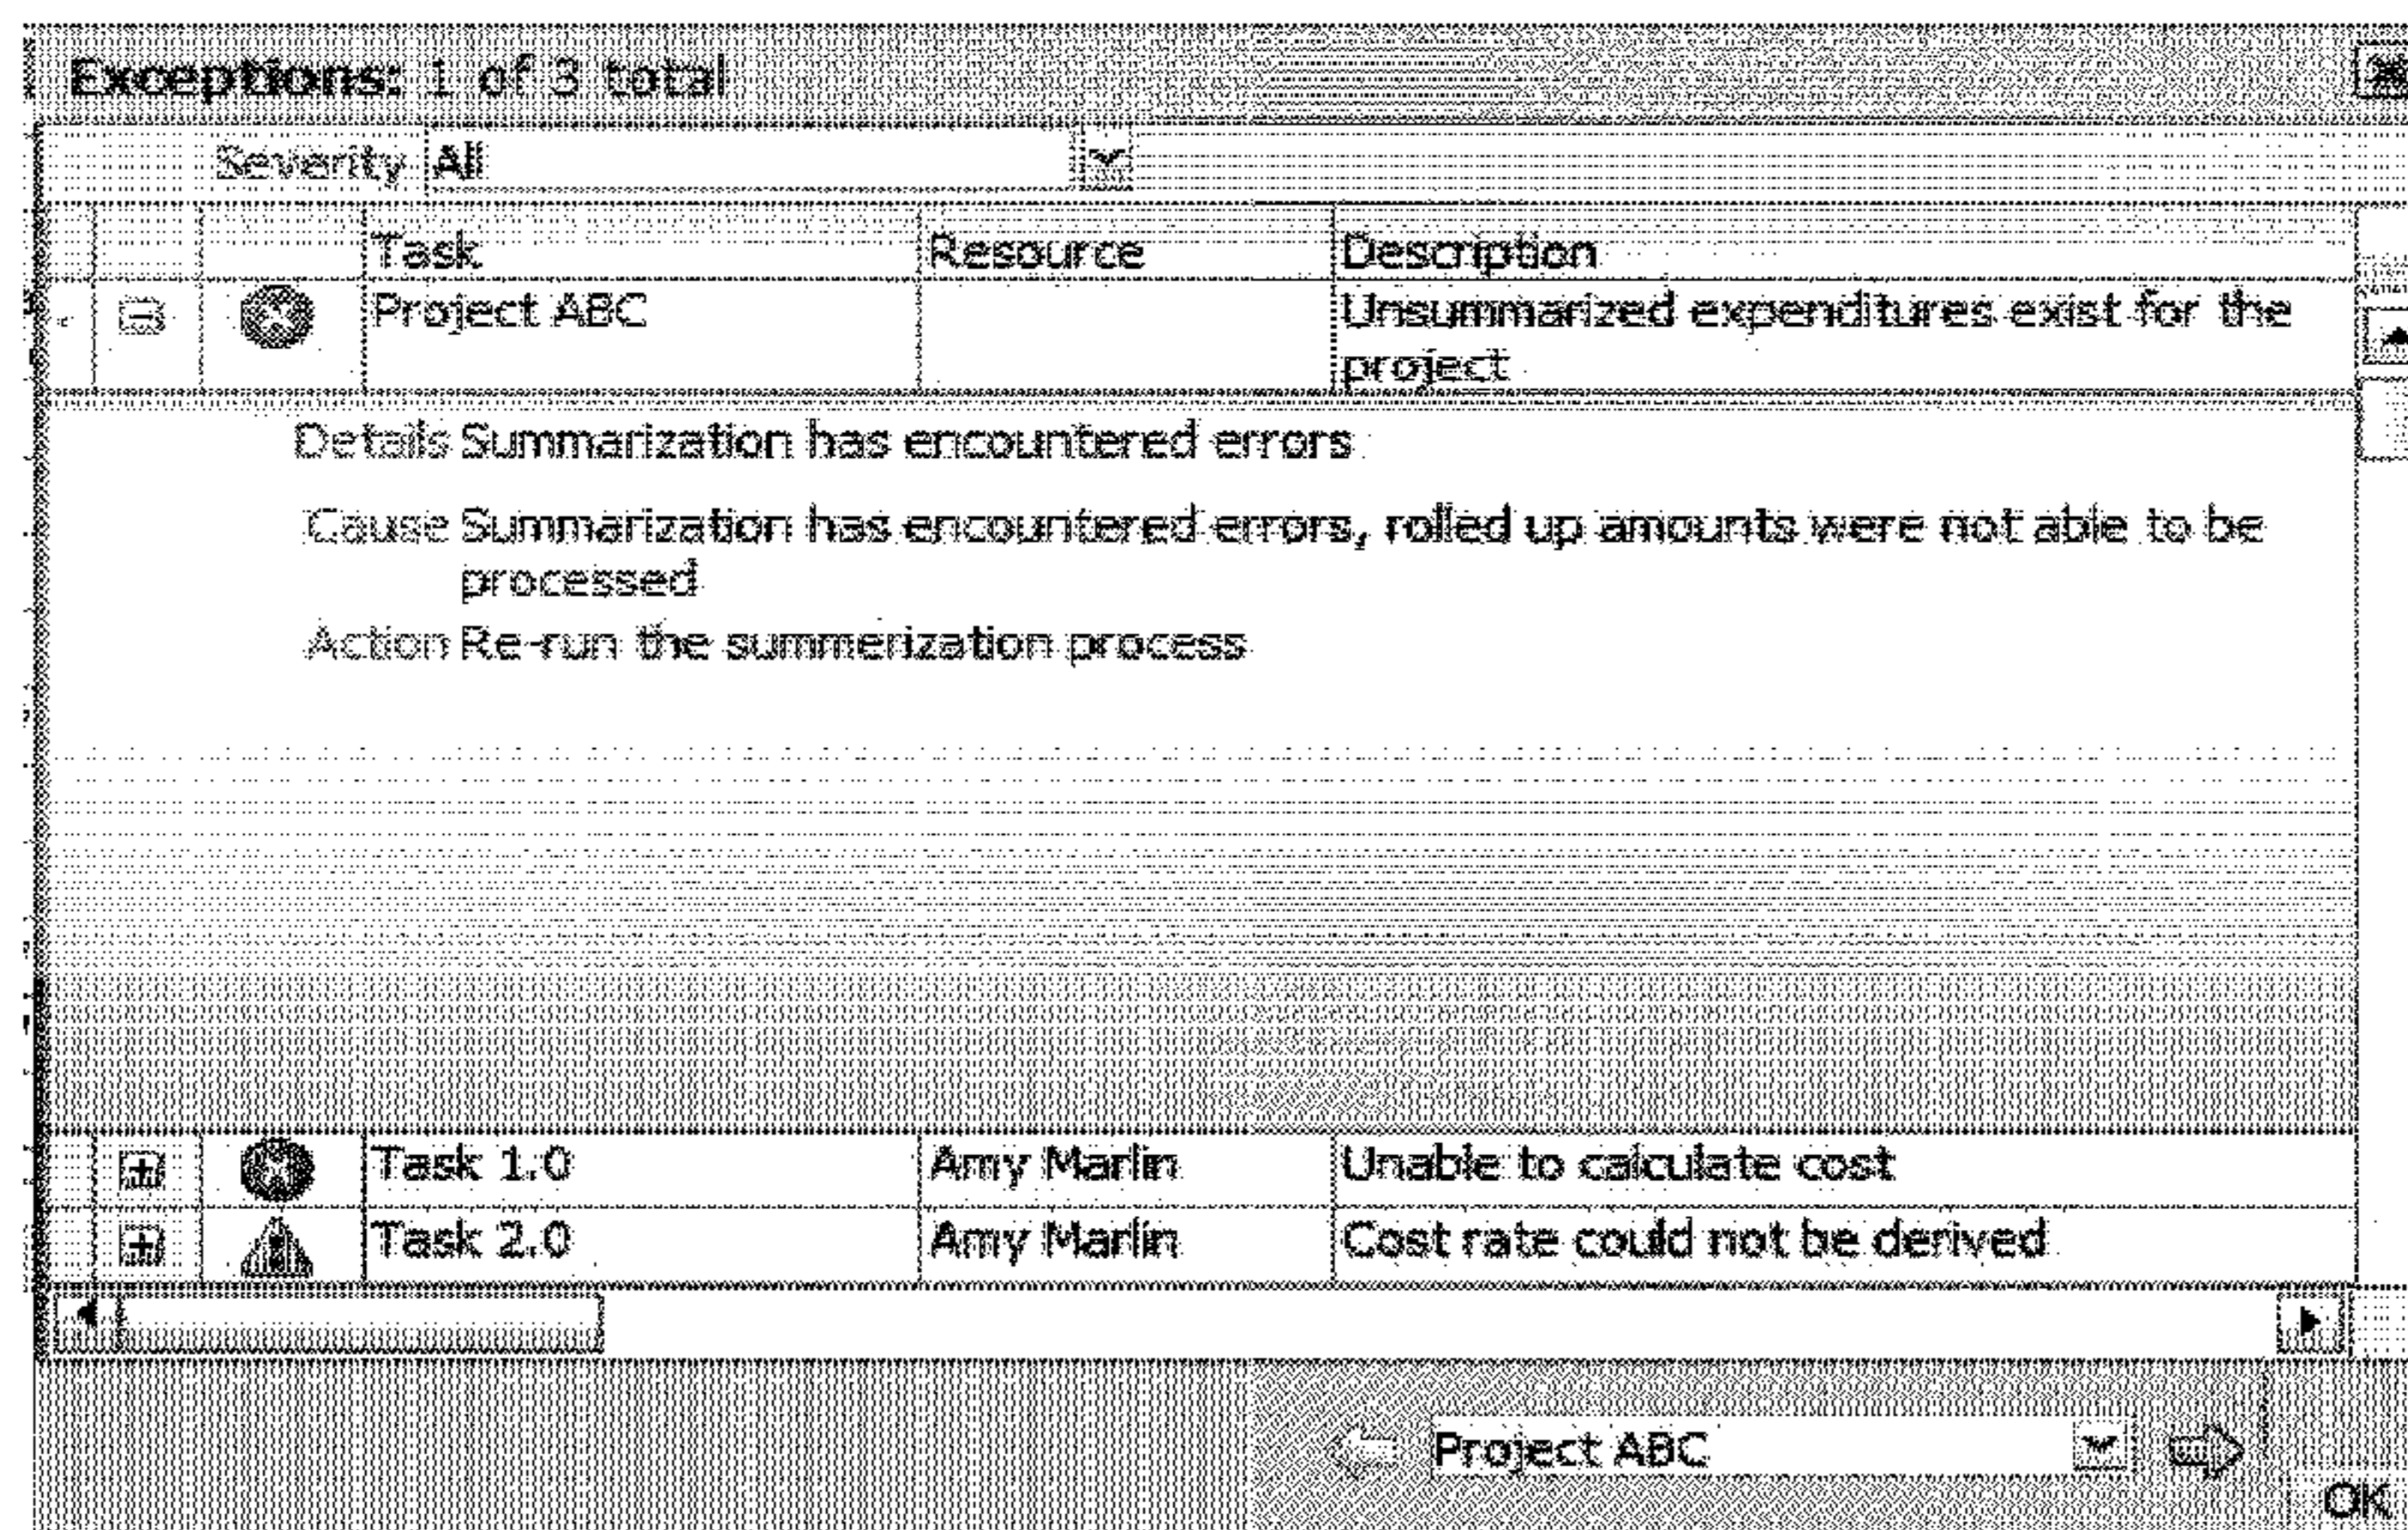 Exceptions: 1 of 3 total
Severity All
Task Resource Description
Project ABC Unsummarized expenditures exist for the
project
Details Summarization has encountered errors
Cause Summarization has encountered errors, rolled up amounts were not able to be
processed
Action Re-run the summerization process
Task 1.0 Amy Marlin Unable to calculate cost
Task 2.0 Amy Marlin Cost rate could not be derived
Project ABC
OK